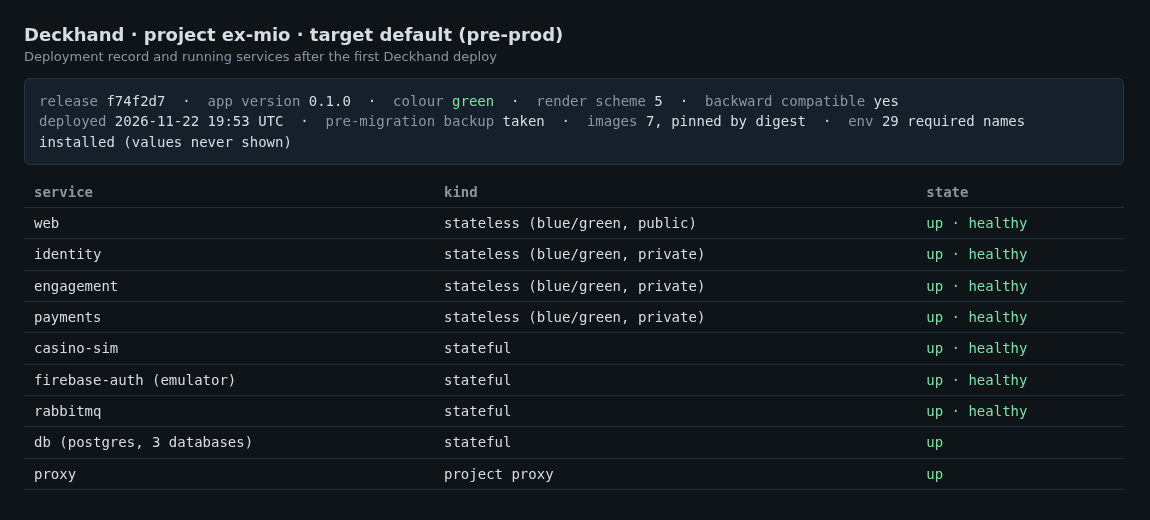 Deckhand · project ex-mio · target default (pre-prod)
Deployment record and running services after the first Deckhand deploy
release f74f2d7 · app version 0.1.0 · colour green · render scheme 5 · backward compatible yes
deployed 2026-11-22 19:53 UTC · pre-migration backup taken · images 7, pinned by digest · env 29 required names
installed (values never shown)
service kind state
web stateless (blue/green, public) up · healthy
identity stateless (blue/green, private) up · healthy
engagement stateless (blue/green, private) up · healthy
payments stateless (blue/green, private) up · healthy
casino-sim stateful up · healthy
firebase-auth (emulator) stateful up · healthy
rabbitmq stateful up · healthy
db (postgres, 3 databases) stateful up
proxy project proxy up